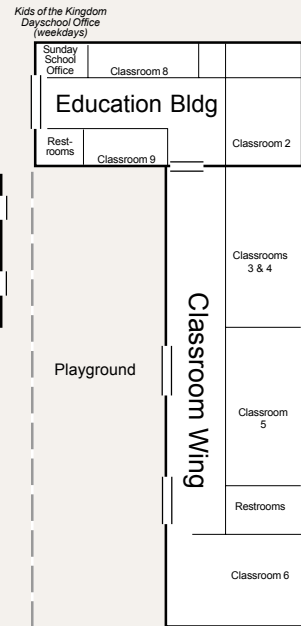 Kids of the Kingdom
Dayschool Office
(weekdays)
Sunday
School
Office
Classroom 8
Education Bldg
Rest-
rooms
Classroom 9
Classroom 2
Classrooms
3 & 4
Classroom Wing
Playground
Classroom
5
Restrooms
Classroom 6